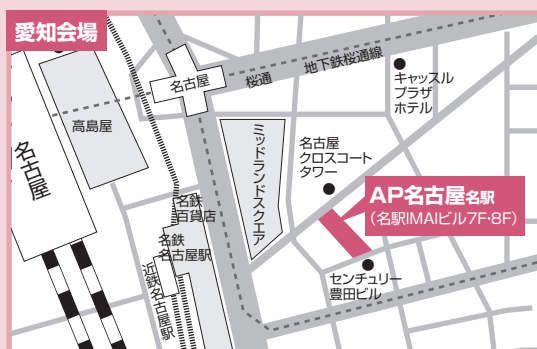 愛知会場
名古屋
桜通
地下鉄桜通線
キャッスル
プラザ
ホテル
高島屋
名古屋
ミッドランドスクエア
名古屋
クロスコート
タワー
AP名古屋名駅
(名駅IMAIビル7F・8F)
名鉄
百貨店
名鉄
名古屋駅
近鉄名古屋駅
センチュリー
豊田ビル